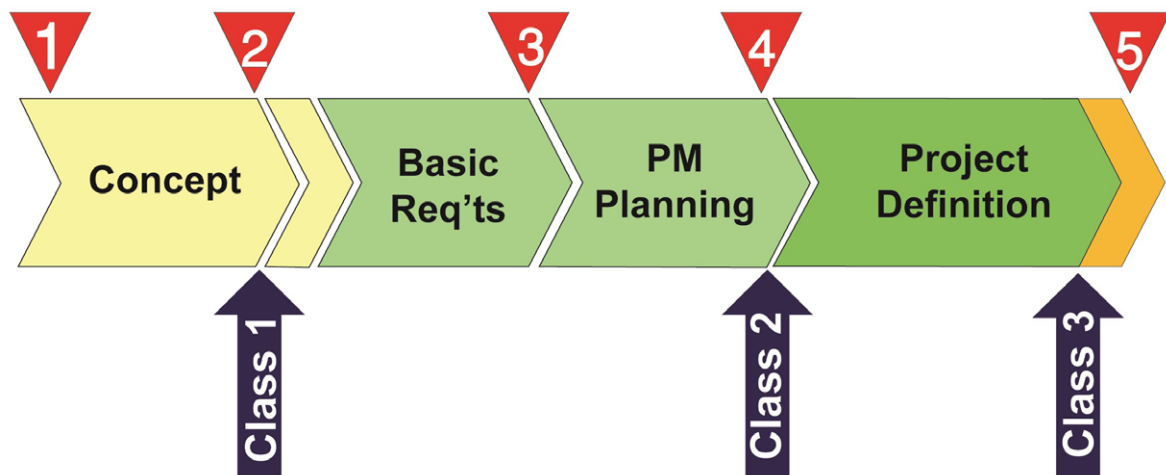 1
2
3
4
5
Concept
Basic
Req'ts
PM
Planning
Project
Definition
Class 1
Class 2
Class 3